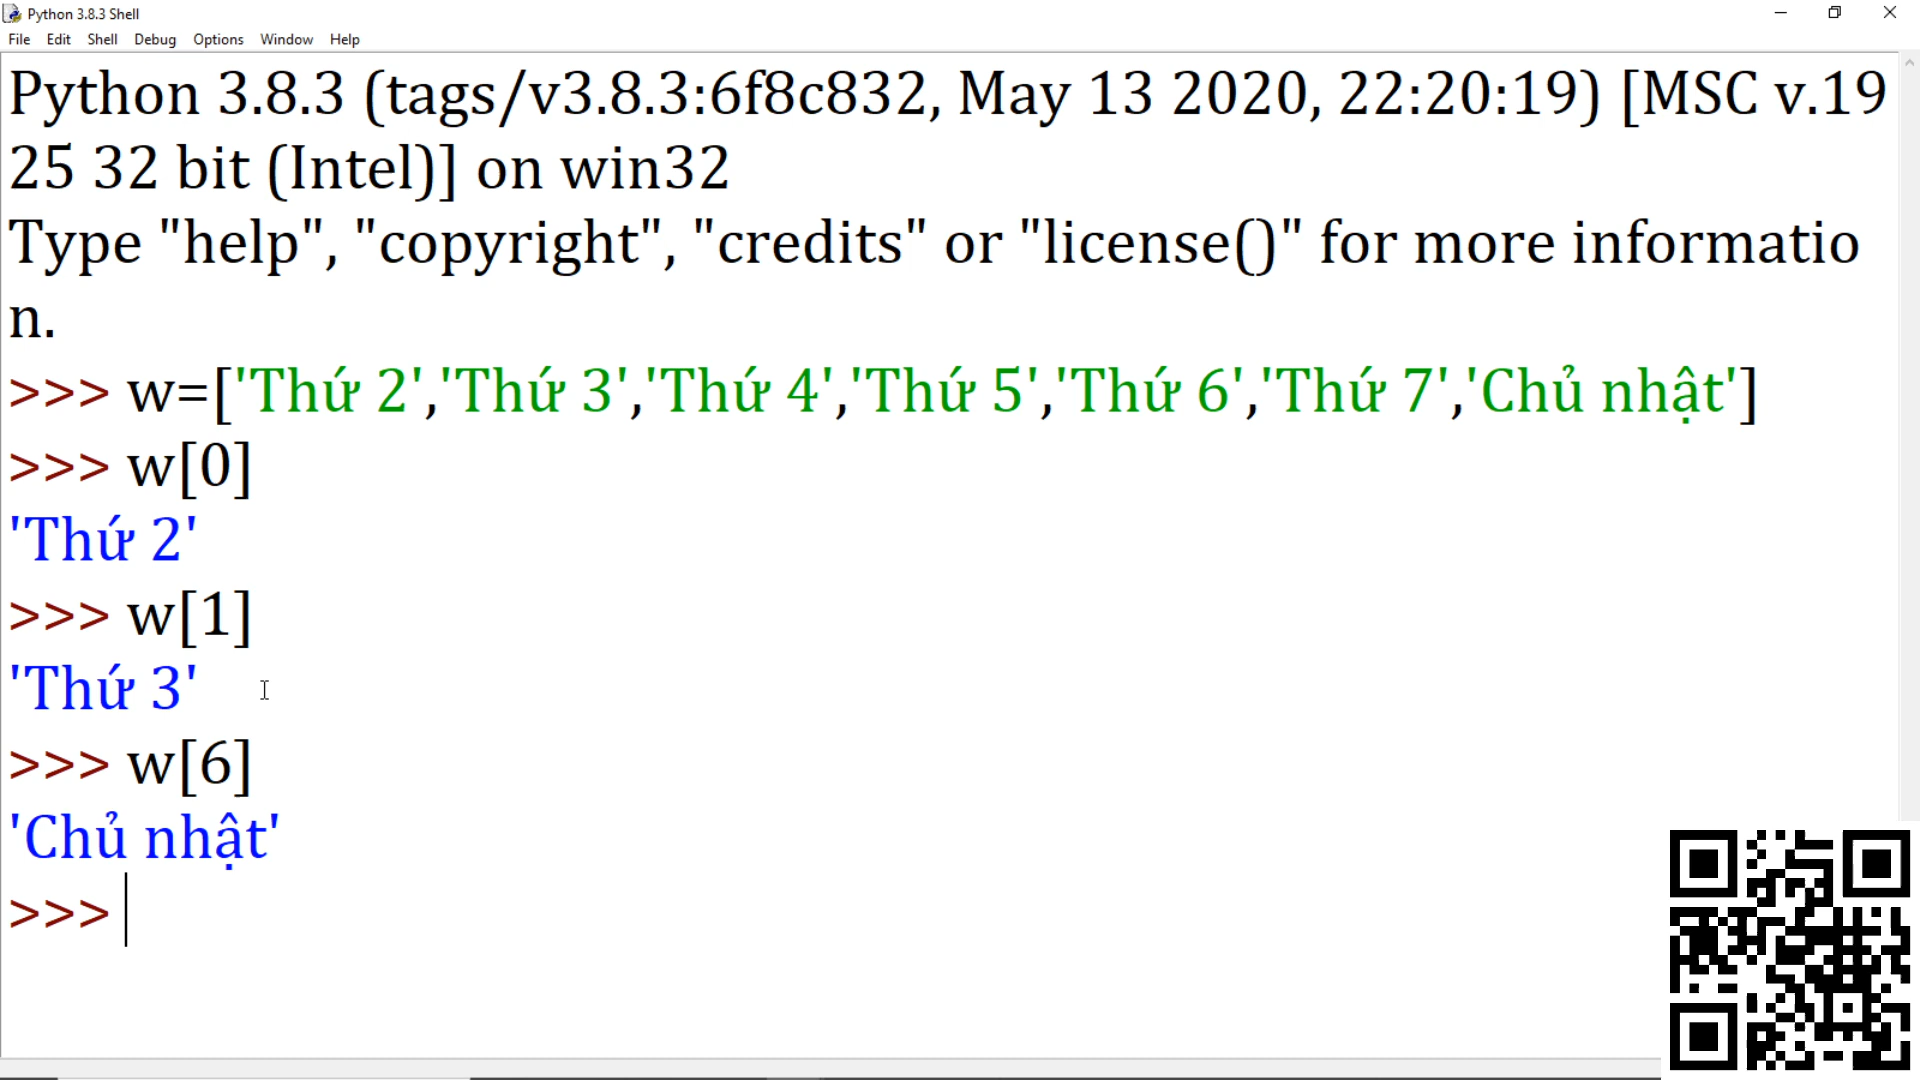 Python 3.8.3 Shell
File Edit Shell Debug Options Window Help
Python 3.8.3 (tags/v3.8.3:6f8c832, May 13 2020, 22:20:19) [MSC v.19
25 32 bit (Intel)] on win32
Type "help", "copyright", "credits" or "license()" for more informatio
n.
>>> w=['Thứ 2','Thứ 3','Thứ 4','Thứ 5','Thứ 6','Thứ 7','Chủ nhật']
>>> w[0]
'Thứ 2'
>>> w[1]
'Thứ 3'
>>> w[6]
'Chủ nhật'
>>>